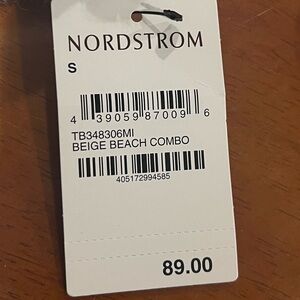 NORDSTROM
S
4 39059 87009 6
TB348306MI
BEIGE BEACH COMBO
405172994585
89.00